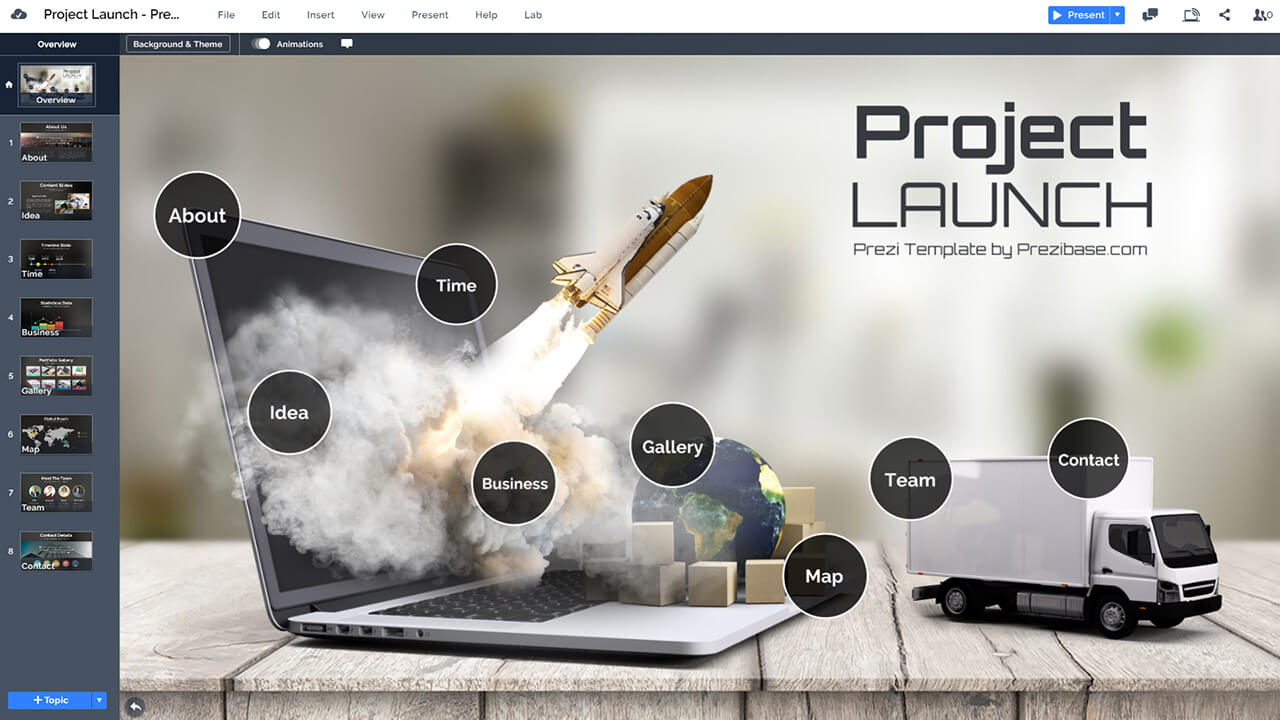 Project Launch - Pre...
File
Edit
Insert
View
Present
Help
Lab
Present
0
Overview
Background & Theme
Animations
Project
LAUNCH
Overview
1
About Us
About
2
Content Slides
Idea
3
Timeline Slide
Time
4
Statistical Data
Business
5
Portfolio Gallery
Gallery
6
Global Reach
Map
7
Meet The Team
Team
8
Contact Details
Contact
+ Topic
Project
LAUNCH
Prezi Template by Prezibase.com
About
Time
Idea
Business
Gallery
Team
Contact
Map